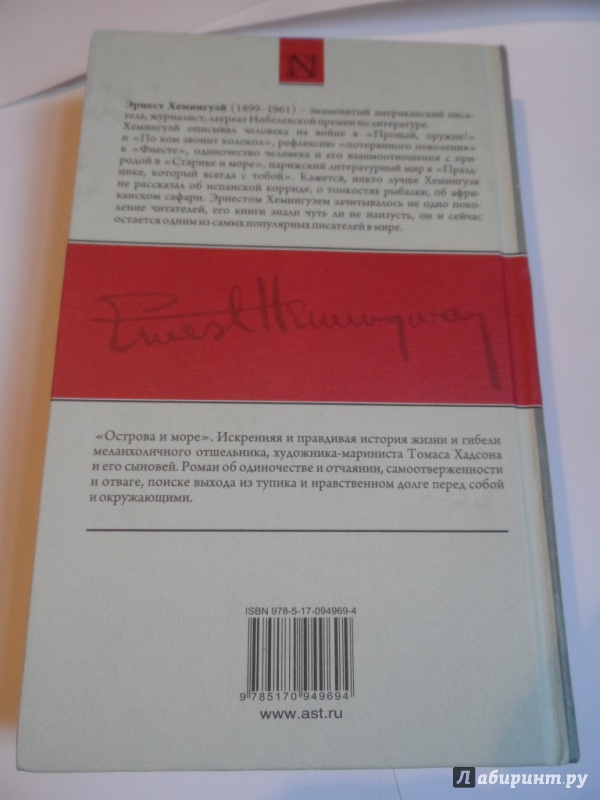 N
Эрнест Хемингуэй (1899–1961) – знаменитый американский писа-
тель, журналист, лауреат Нобелевской премии по литературе.
Хемингуэй описывал человека на войне в «Прощай, оружие!»
и «По ком звонит колокол», рефлексию «потерянного поколения»
в «Фиесте», одиночество человека и его взаимоотношения с при-
родой в «Старике и море», парижский литературный мир в «Празд-
нике, который всегда с тобой». Кажется, никто лучше Хемингуэя
не рассказал об испанской корриде, о тонкостях рыбалки, об афри-
канском сафари. Эрнестом Хемингуэем зачитывалось не одно поко-
ление читателей, его книги знали чуть ли не наизусть, он и сейчас
остается одним из самых популярных писателей в мире.
Ernest Hemingway
«Острова и море». Искренняя и правдивая история жизни и гибели
меланхоличного отшельника, художника-мариниста Томаса Хадсона
и его сыновей. Роман об одиночестве и отчаянии, самоотверженности
и отваге, поиске выхода из тупика и нравственном долге перед собой
и окружающими.
ISBN 978-5-17-094969-4
9 785170 949694
www.ast.ru
Лабиринт.ру